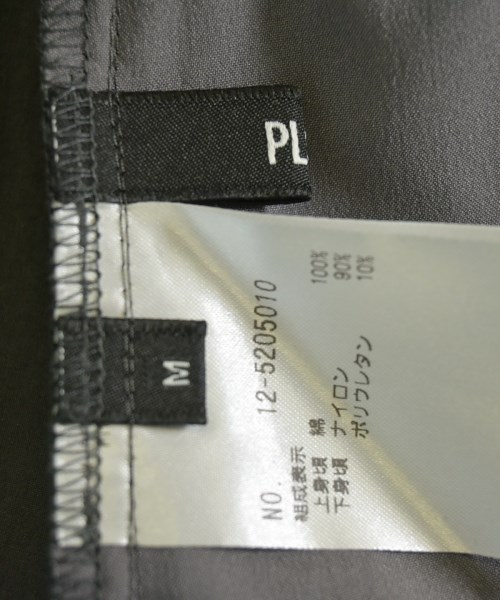 PL
M
NO. 12-5205010
組成表示
上身頃 綿 100%
下身頃 ナイロン 90%
ポリウレタン 10%